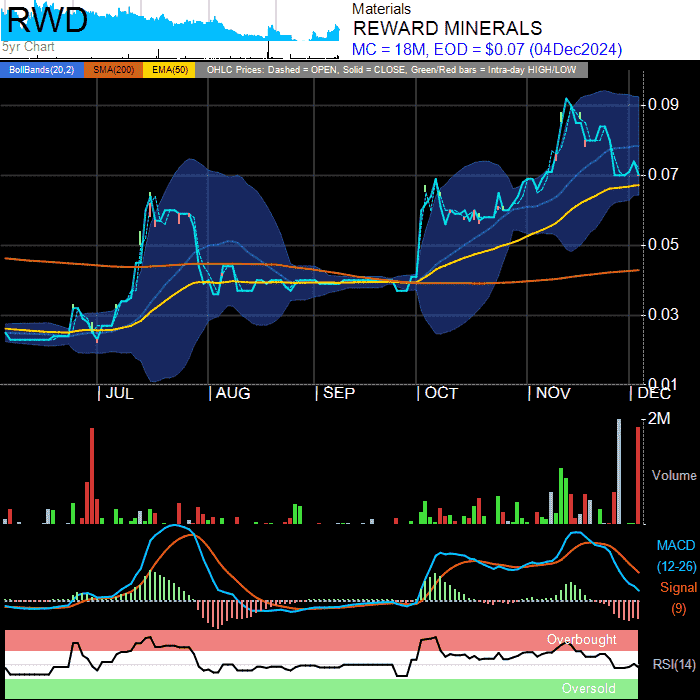 RWD
5yr Chart
Materials
REWARD MINERALS
MC = 18M, EOD = $0.07 (04Dec2024)
BollBands(20,2) SMA(200) EMA(50) OHLC Prices: Dashed = OPEN, Solid = CLOSE, Green/Red bars = Intra-day HIGH/LOW
0.09
0.07
0.05
0.03
0.01
JUL AUG SEP OCT NOV DEC
2M
Volume
MACD
(12-26)
Signal
(9)
Overbought
RSI(14)
Oversold